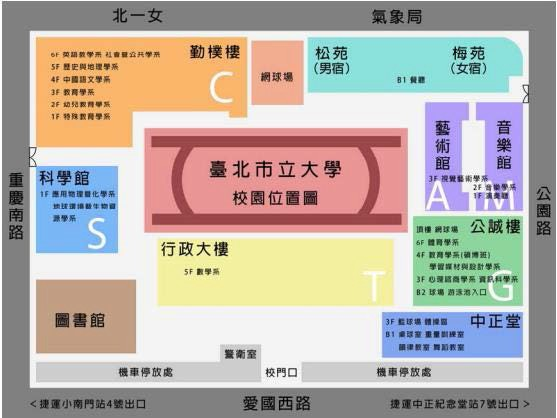 北一女
氣象局
勤樸樓
6F 英語教學系 社會暨公共學系
5F 歷史與地理學系
4F 中國語文學系
3F 教育學系
2F 幼兒教育學系
1F 特殊教育學系
C
網球場
松苑
(男宿)
梅苑
(女宿)
B1 餐廳
重慶南路
公園路
科學館
1F 應用物理暨化學系
地球環境暨生物資
源學系
S
臺北市立大學
校園位置圖
藝術館
3F 視覺藝術學系
A
音樂館
2F 音樂學系
1F 演奏廳
M
行政大樓
5F 數學系
T
公誠樓
頂樓 網球場
6F 體育學系
4F 教育學系(碩博班)
學習媒材與設計學系
3F 心理諮商學系 資訊科學系
B2 球場 游泳池入口
G
圖書館
中正堂
3F 籃球場 體操區
B1 桌球室 重量訓練室
韻律教室 舞蹈教室
警衛室
機車停放處
校門口
機車停放處
<捷運小南門站4號出口
愛國西路
捷運中正紀念堂站7號出口>